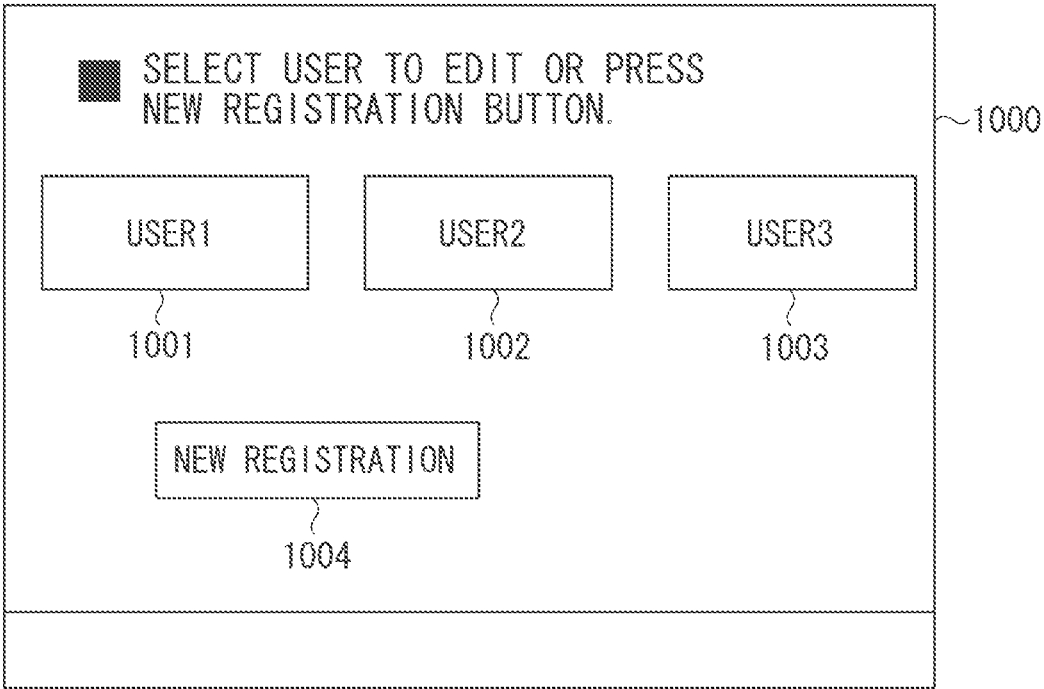 SELECT USER TO EDIT OR PRESS
NEW REGISTRATION BUTTON.
1000
USER1
USER2
USER3
1001
1002
1003
NEW REGISTRATION
1004